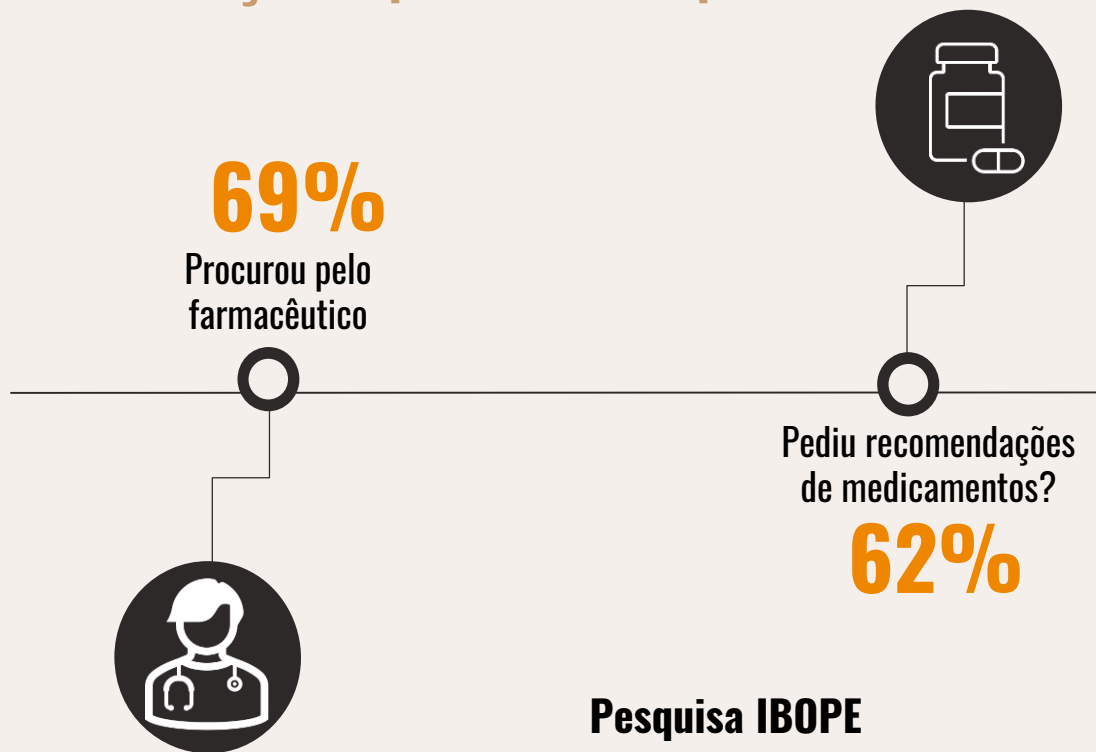 69%
Procurou pelo
farmacêutico
Pediu recomendações
de medicamentos?
62%
Pesquisa IBOPE